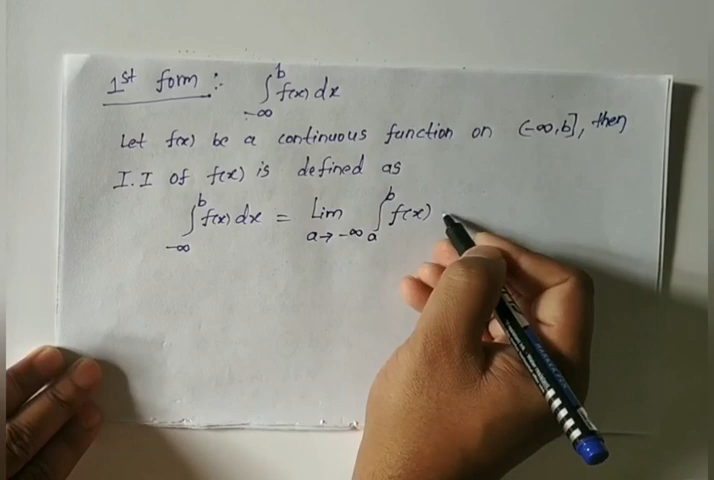 1st form :- ∫_{-∞}^{b} f(x) dx
Let f(x) be a continuous function on (-∞, b], then
I.I of f(x) is defined as
∫_{-∞}^{b} f(x) dx = Lim_{a→-∞} ∫_{a}^{b} f(x)